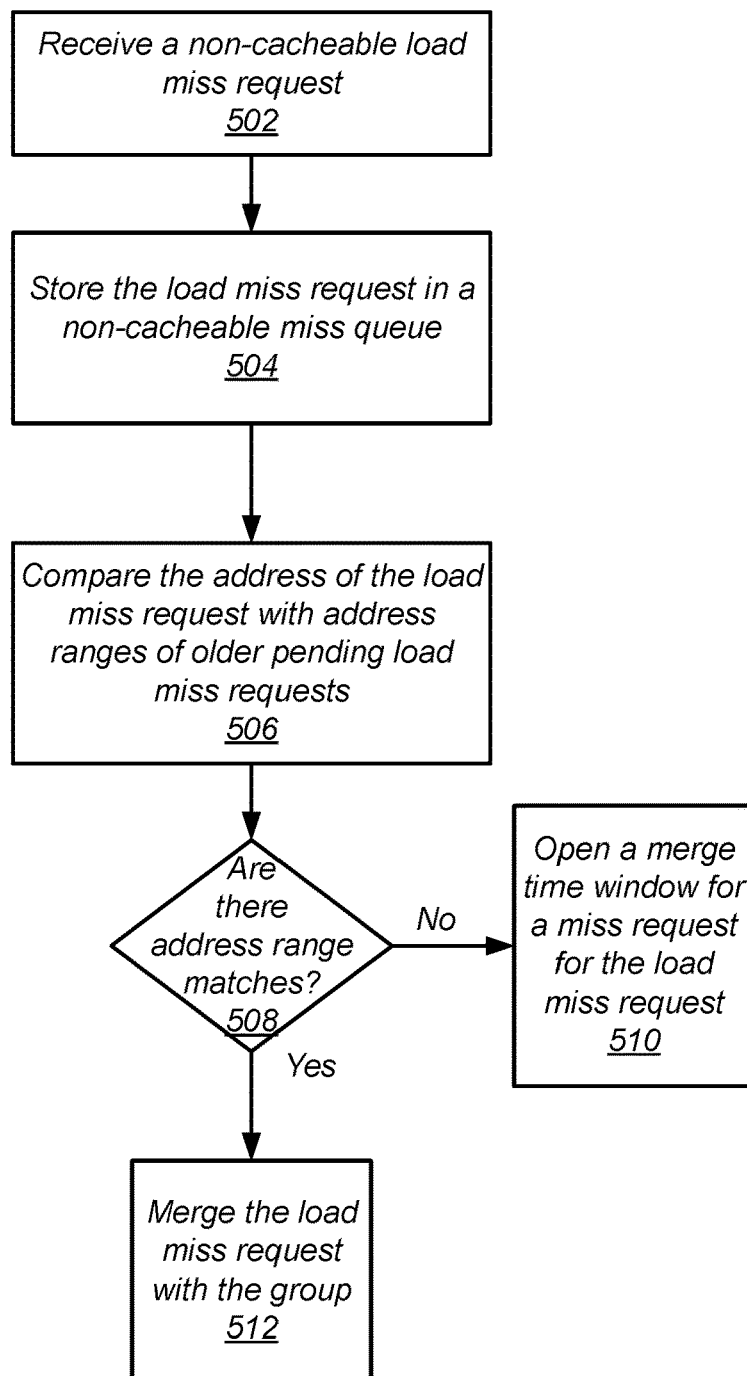 Receive a non-cacheable load
miss request
502
Store the load miss request in a
non-cacheable miss queue
504
Compare the address of the load
miss request with address
ranges of older pending load
miss requests
506
Are
there
address range
matches?
508
No
Open a merge
time window for
a miss request
for the load
miss request
510
Yes
Merge the load
miss request
with the group
512